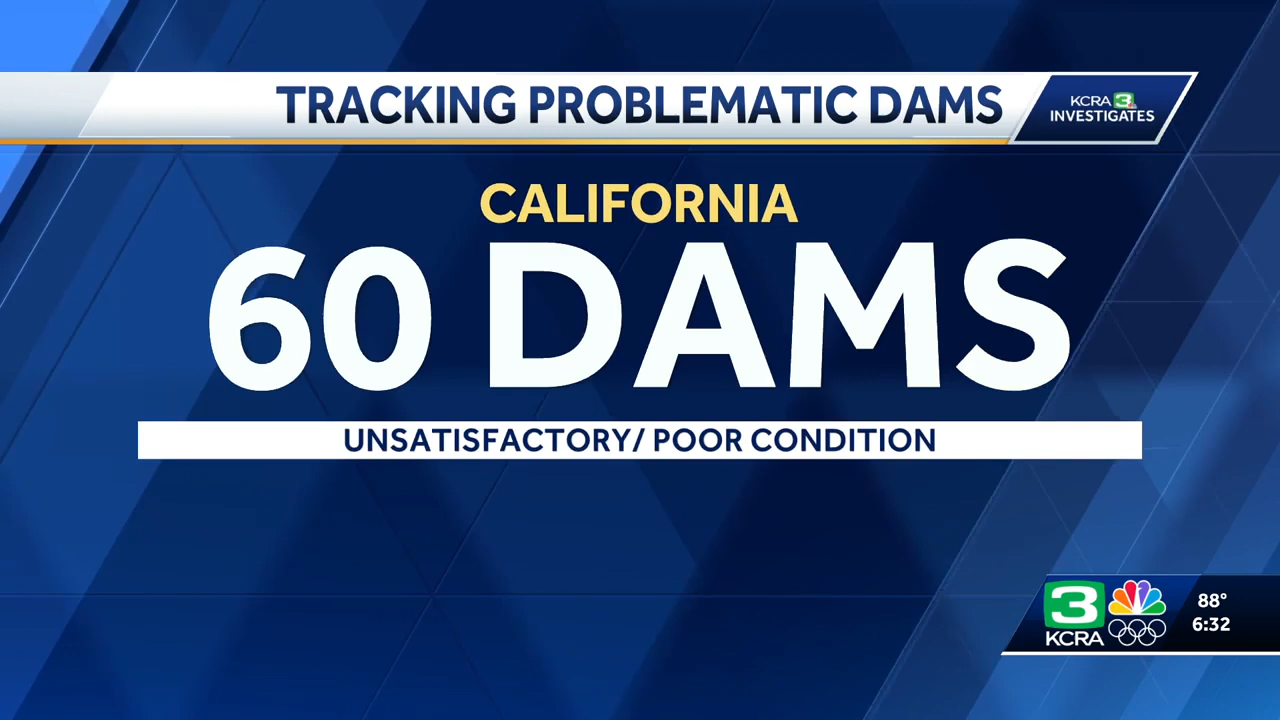 TRACKING PROBLEMATIC DAMS
KCRA 3
INVESTIGATES
CALIFORNIA
60 DAMS
UNSATISFACTORY/ POOR CONDITION
3
KCRA
88°
6:32